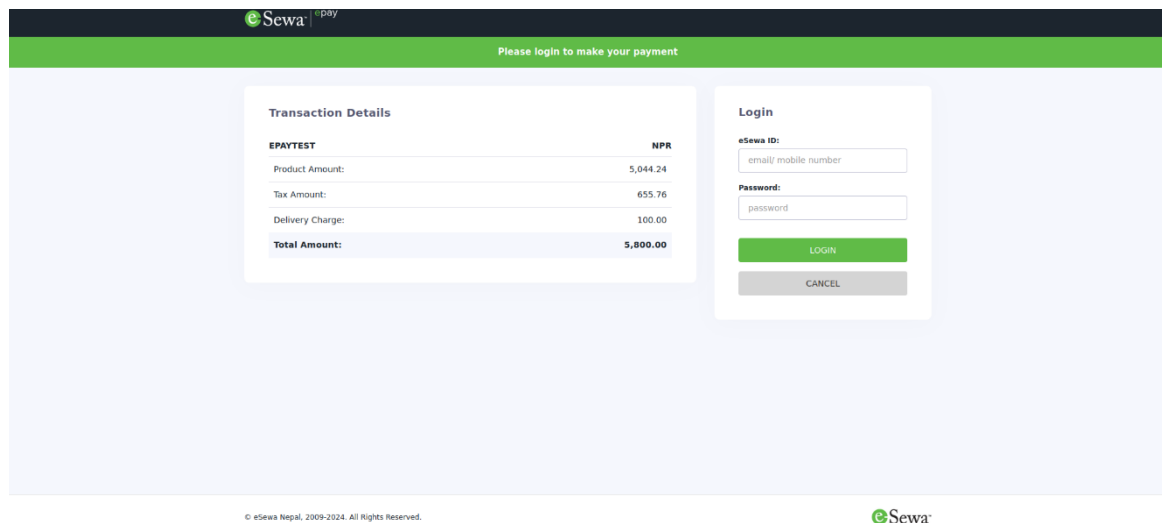 eSewa epay
Please login to make your payment
Transaction Details
EPAYTEST NPR
Product Amount: 5,044.24
Tax Amount: 655.76
Delivery Charge: 100.00
Total Amount: 5,800.00
Login
eSewa ID:
email/ mobile number
Password:
password
LOGIN
CANCEL
© eSewa Nepal, 2009-2024. All Rights Reserved.
eSewa